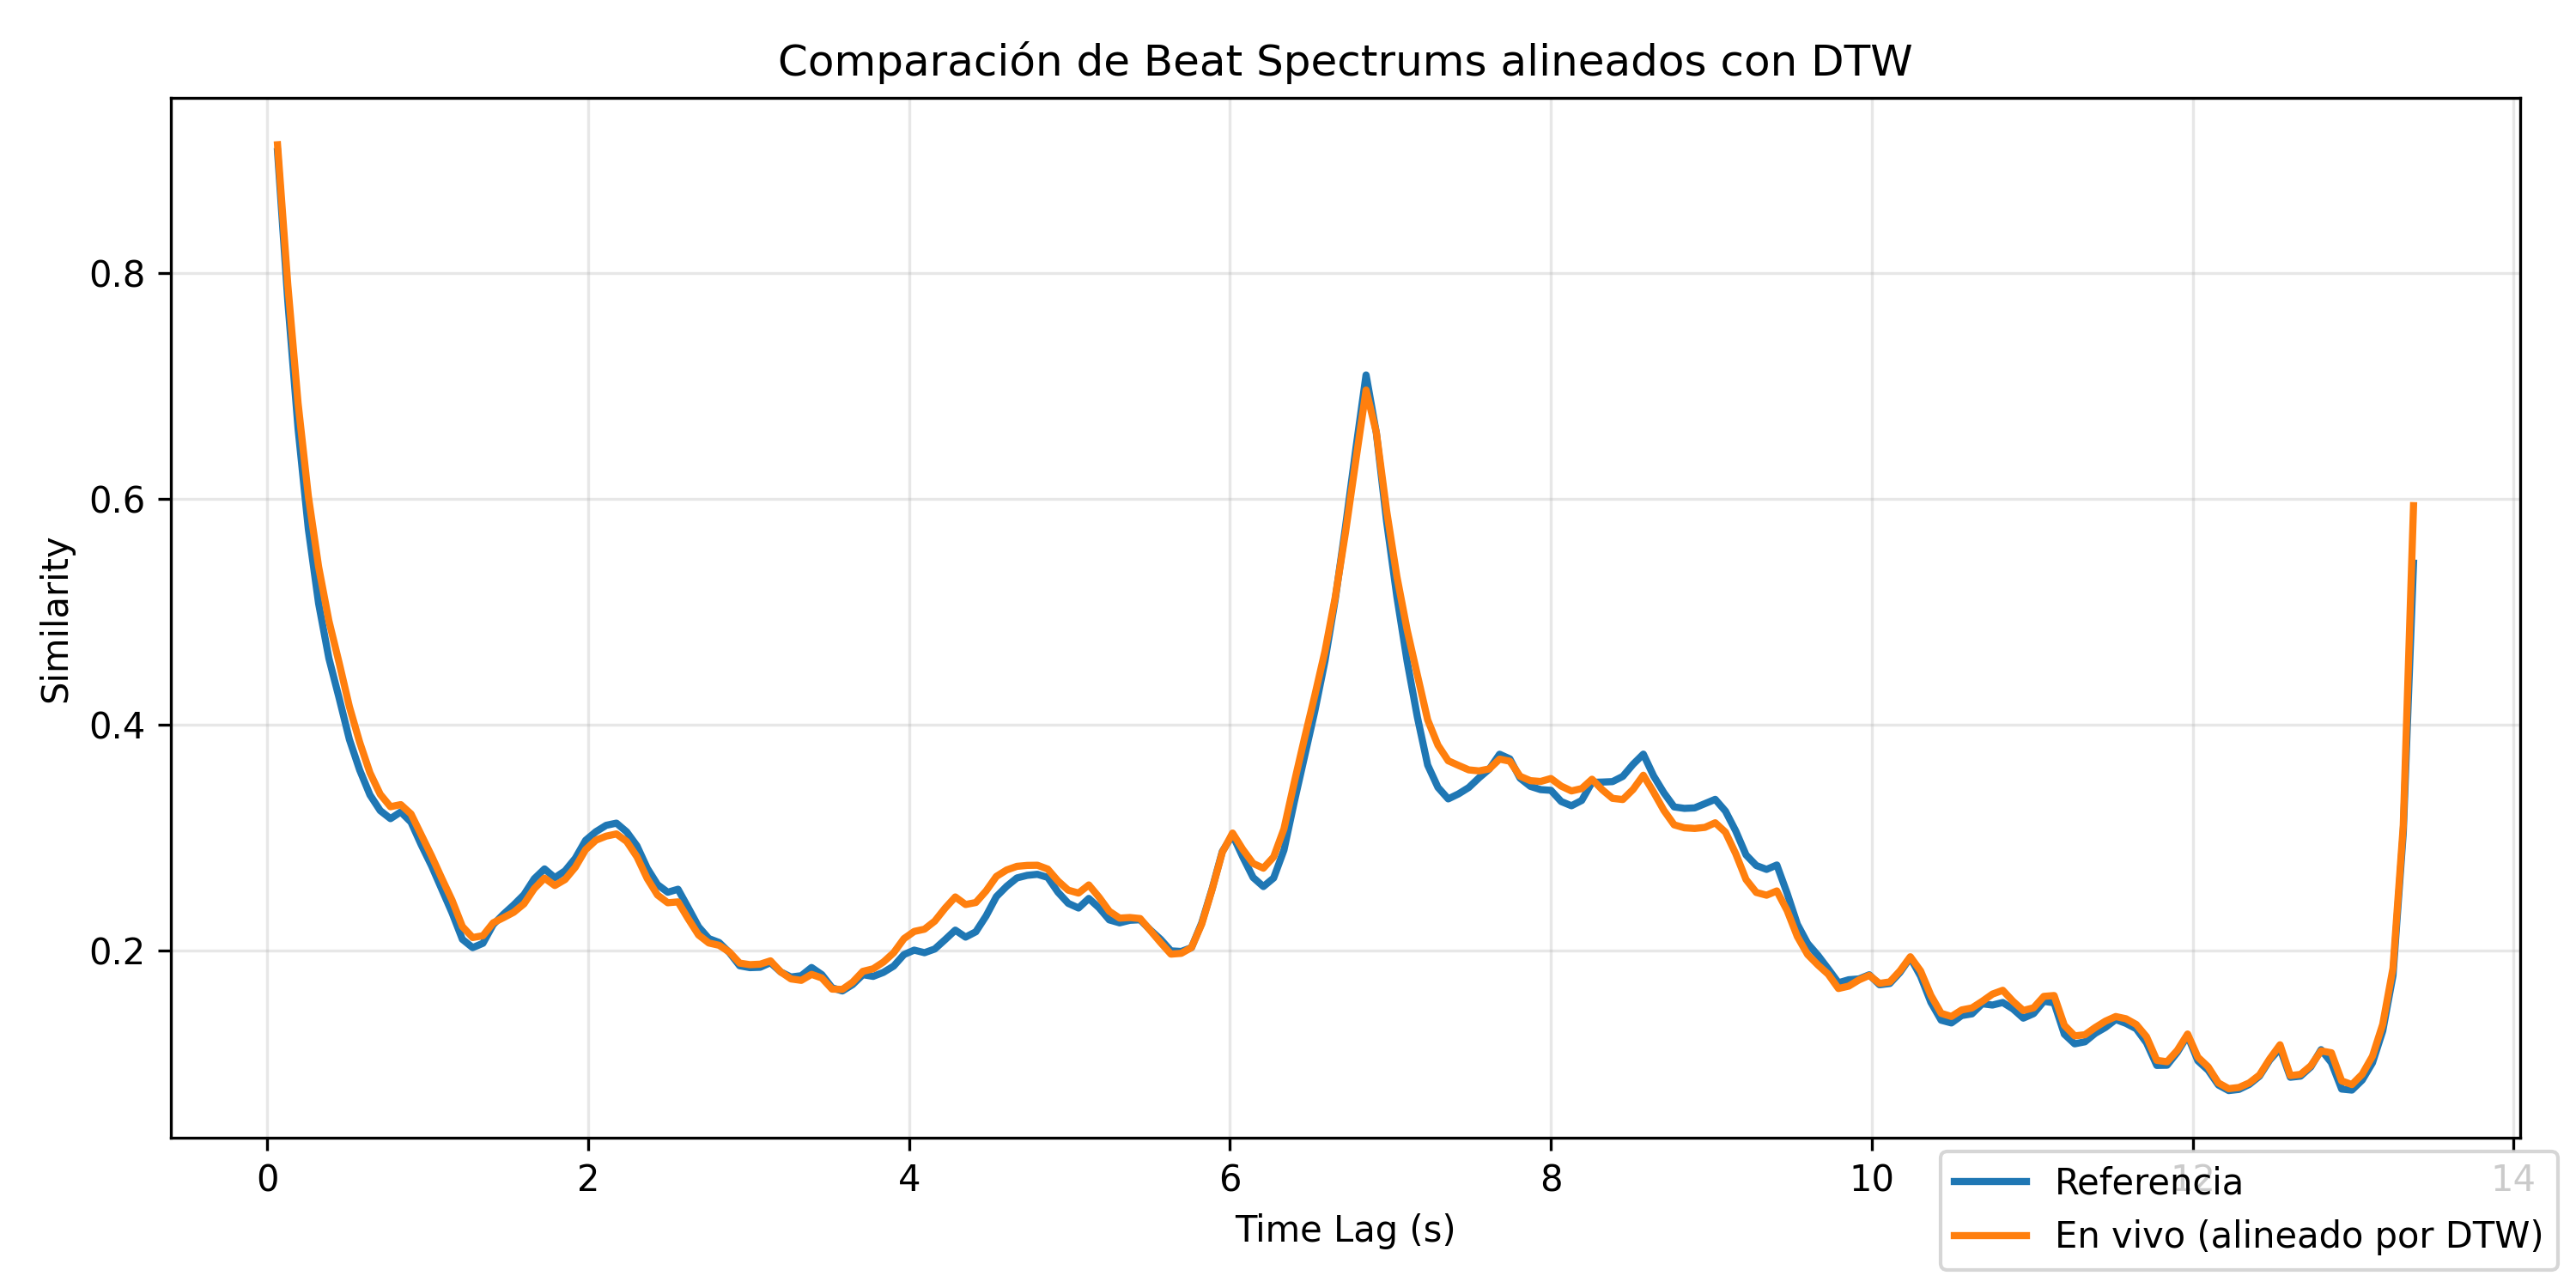 Comparación de Beat Spectrums alineados con DTW
Similarity
0.8
0.6
0.4
0.2
0 2 4 6 8 10 12 14
Time Lag (s)
Referencia
En vivo (alineado por DTW)